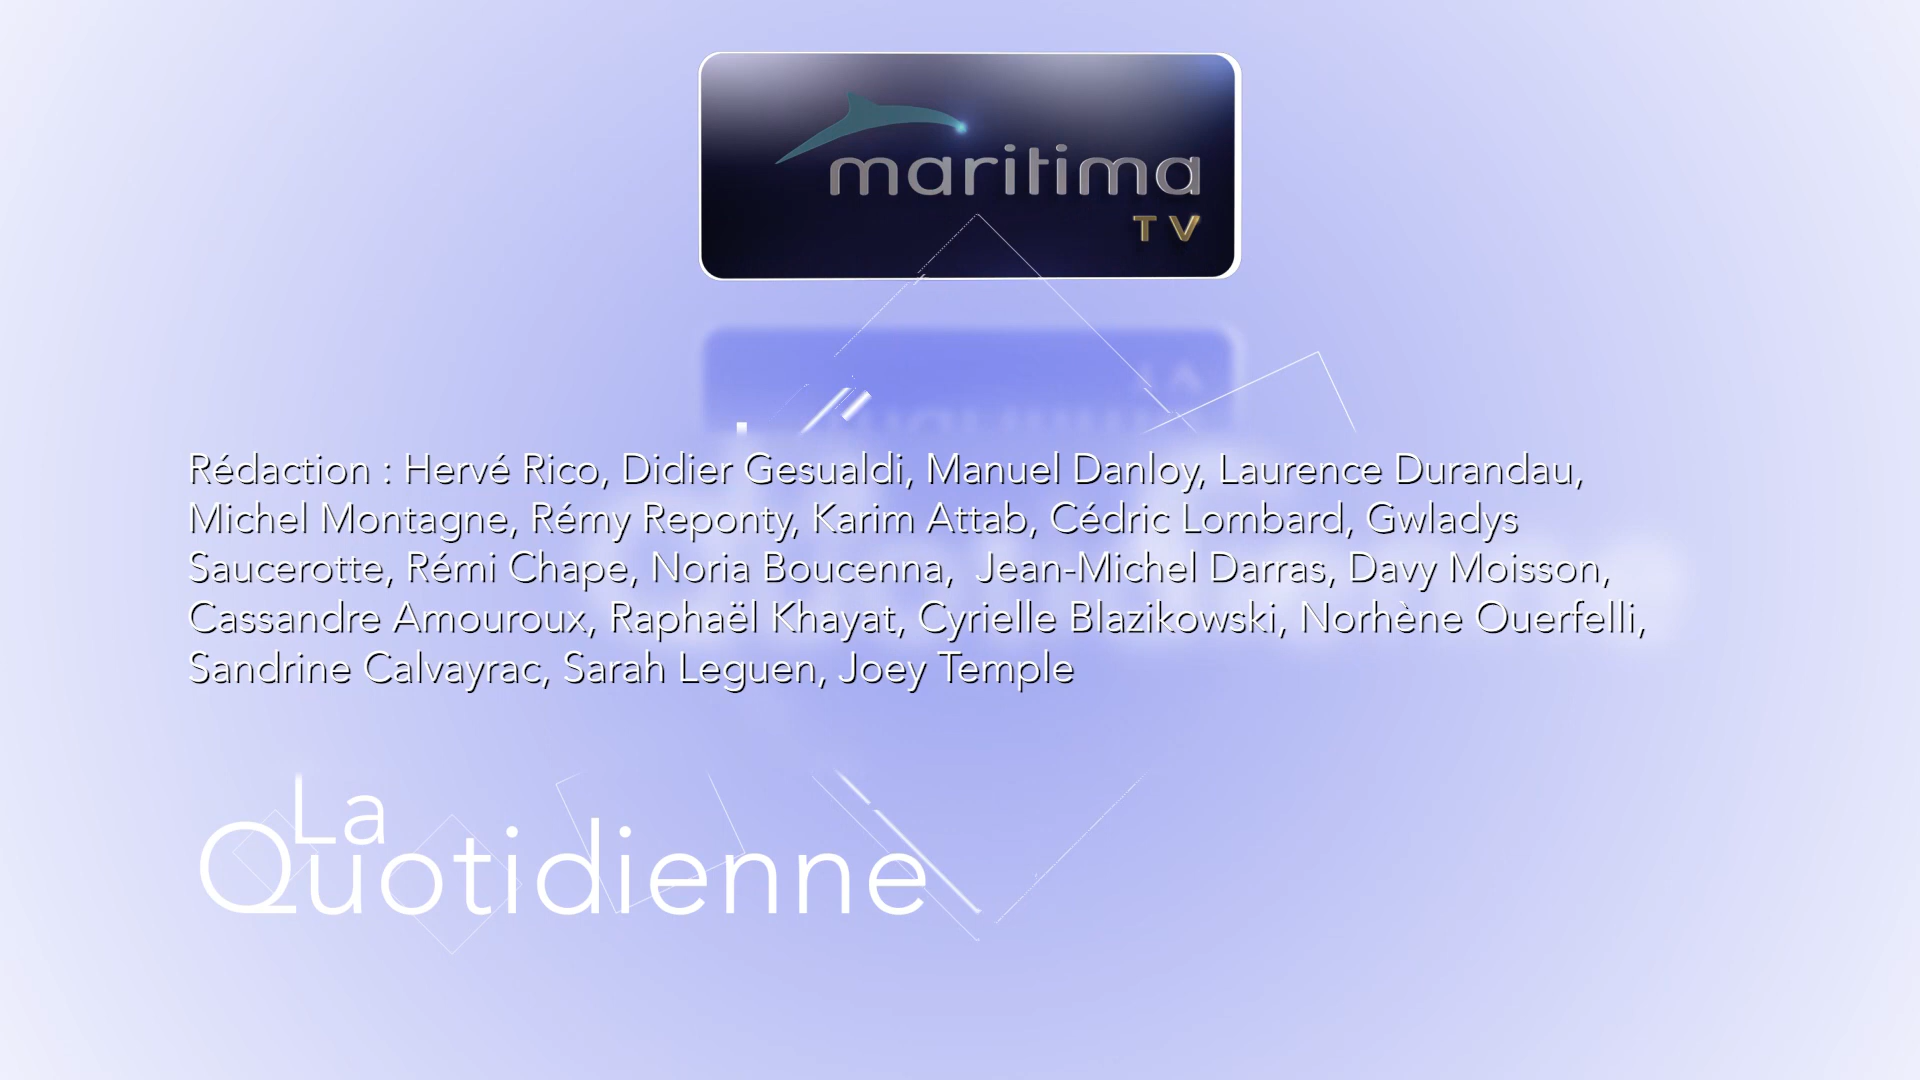 maritima
TV
Rédaction : Hervé Rico, Didier Gesualdi, Manuel Danloy, Laurence Durandau,
Michel Montagne, Rémy Reponty, Karim Attab, Cédric Lombard, Gwladys
Saucerotte, Rémi Chape, Noria Boucenna,  Jean-Michel Darras, Davy Moisson,
Cassandre Amouroux, Raphaël Khayat, Cyrielle Blazikowski, Norhène Ouerfelli,
Sandrine Calvayrac, Sarah Leguen, Joey Temple
La
Quotidienne